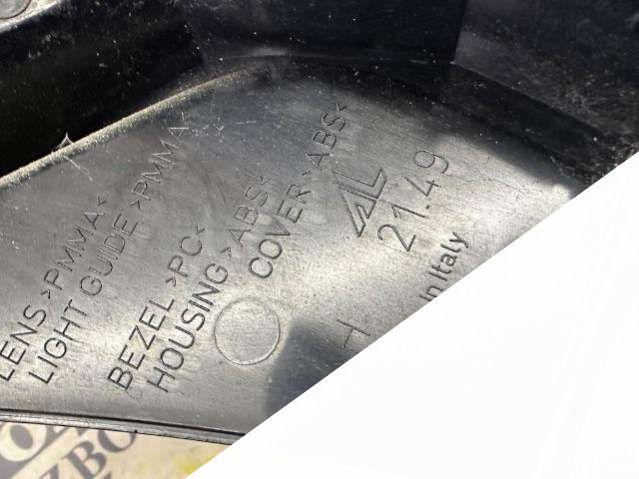 LENS >PMMA<
LIGHT GUIDE >PMMA<
BEZEL >PC<
HOUSING >ABS<
COVER >ABS<
AL
21.49
in Italy